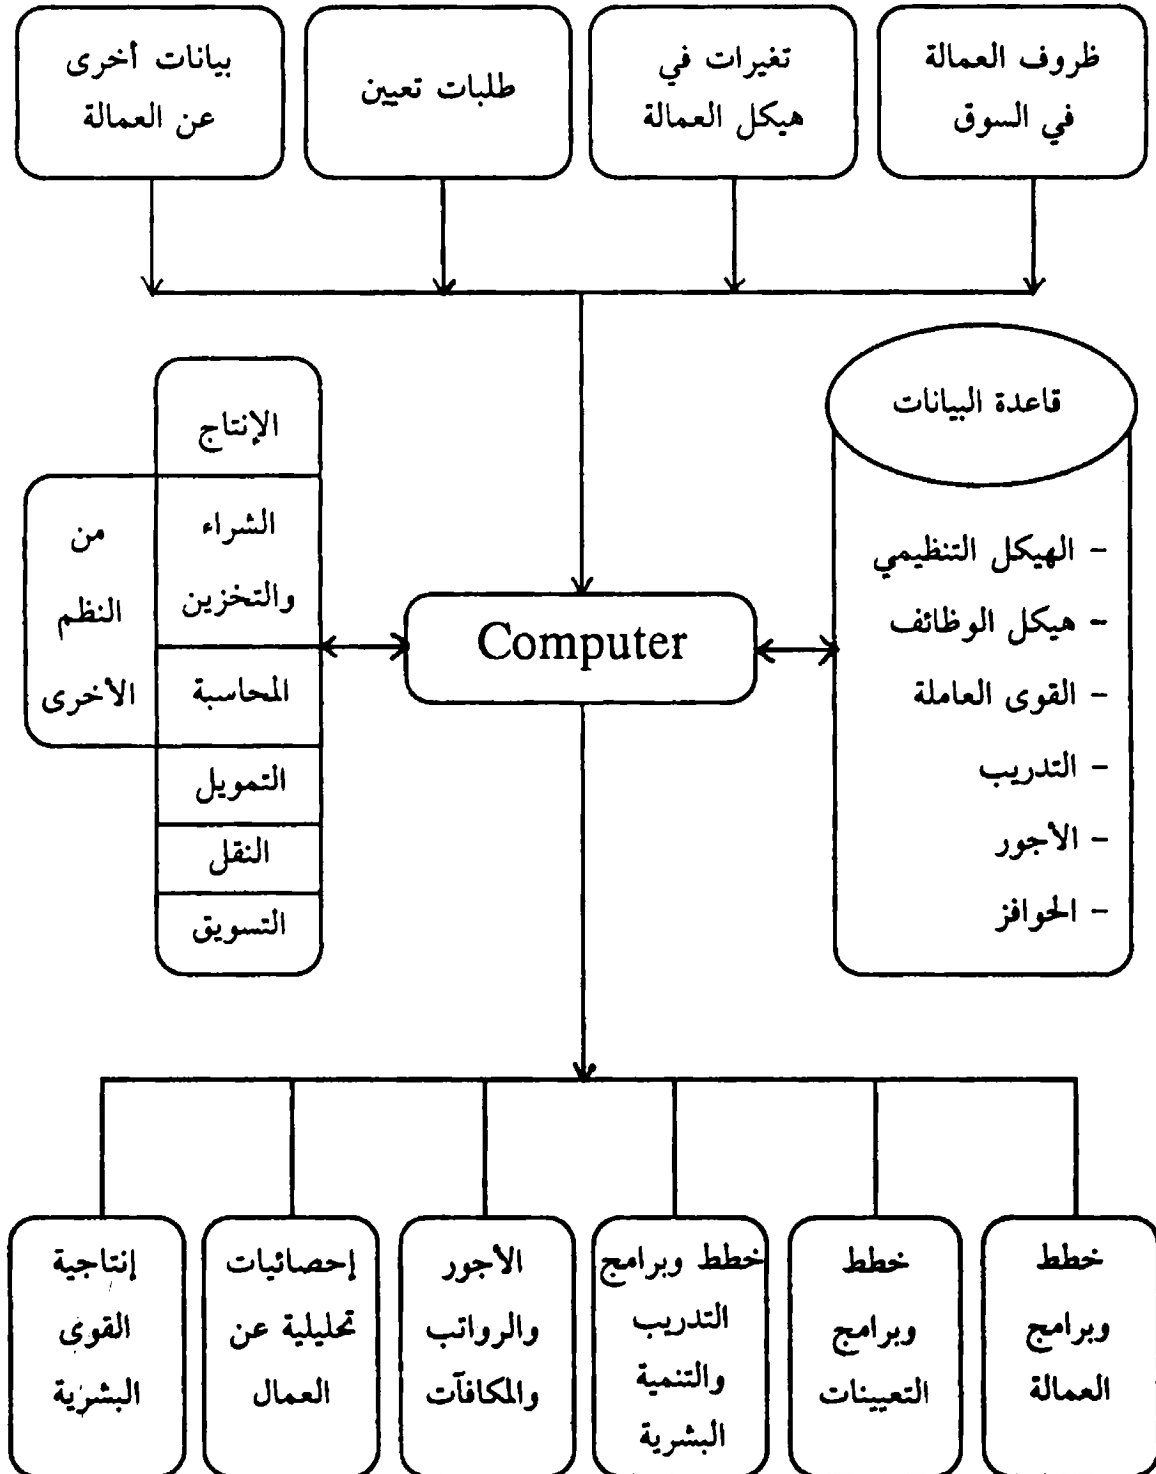 ظروف العمالة
في السوق
تغيرات في
هيكل العمالة
طلبات تعيين
بيانات أخرى
عن العمالة
قاعدة البيانات
- الهيكل التنظيمي
- هيكل الوظائف
- القوى العاملة
- التدريب
- الأجور
- الحوافز
Computer
الإنتاج
الشراء
والتخزين
المحاسبة
التمويل
النقل
التسويق
من
النظم
الأخرى
خطط
وبرامج
العمالة
خطط
وبرامج
التعيينات
خطط وبرامج
التدريب
والتنمية
البشرية
الأجور
والرواتب
والمكافآت
إحصائيات
تحليلية عن
العمال
إنتاجية
القوى
البشرية